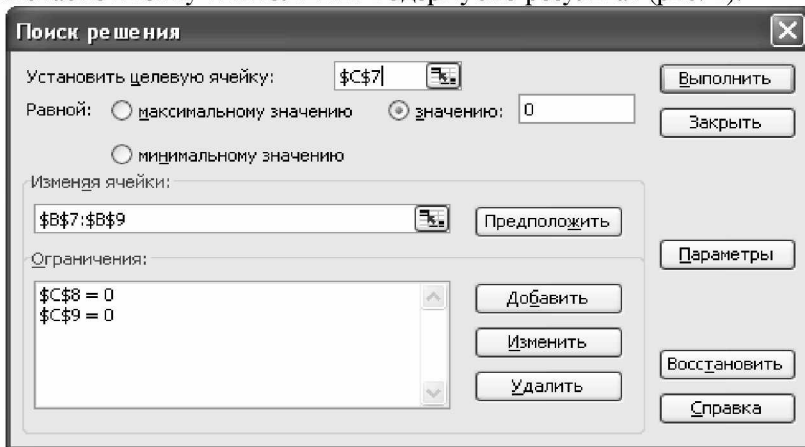 Поиск решения
Установить целевую ячейку: $C$7
Выполнить
Равной: максимальному значению значению: 0
Закрыть
минимальному значению
Изменяя ячейки:
$B$7:$B$9 Предположить
Параметры
Ограничения:
$C$8 = 0
$C$9 = 0
Добавить
Изменить
Удалить
Восстановить
Справка